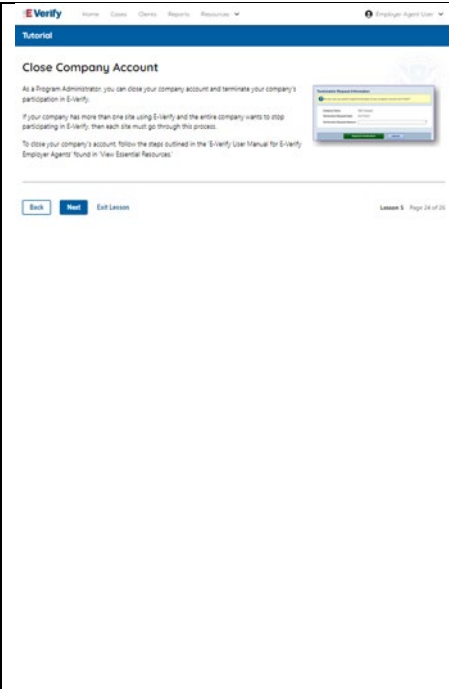 E-Verify Home Cases Clients Reports Resources Employer Agent User
Tutorial
Close Company Account
As a Program Administrator, you can close your company account and terminate your company's
participation in E-Verify.
If your company has more than one site using E-Verify and the entire company wants to stop
participating in E-Verify, then each site must go through this process.
To close your company's account, follow the steps outlined in the 'E-Verify User Manual for E-Verify
Employer Agents' found in 'View Essential Resources.'
Termination Request Information
Back Next Exit Lesson Lesson 5 Page 24 of 26